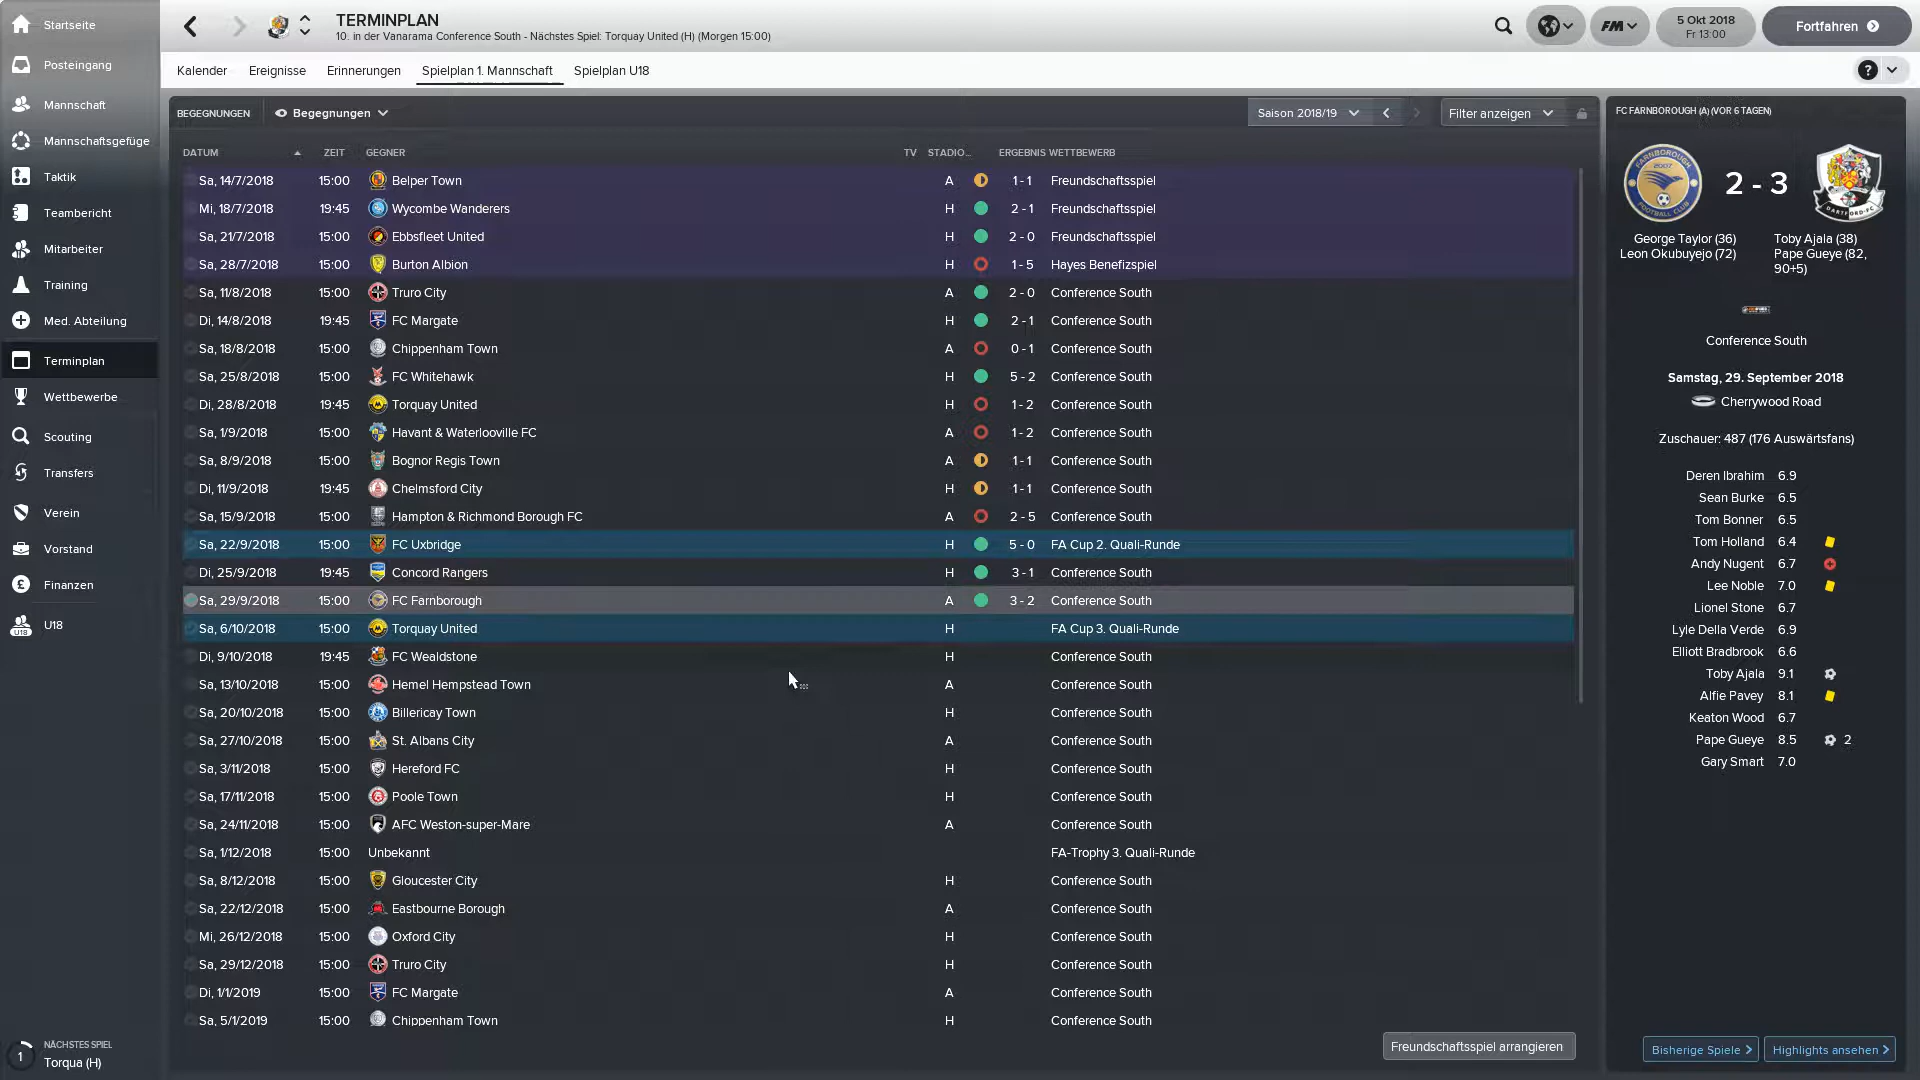 Startseite
Posteingang
Mannschaft
Mannschaftsgefüge
Taktik
Teambericht
Mitarbeiter
Training
Med. Abteilung
Terminplan
Wettbewerbe
Scouting
Transfers
Verein
Vorstand
Finanzen
U18
U18
NÄCHSTES SPIEL
1 Torqua (H)
TERMINPLAN
10. in der Vanarama Conference South - Nächstes Spiel: Torquay United (H) (Morgen 15:00)
FM
5 Okt 2018
Fr 13:00
Fortfahren
Kalender Ereignisse Erinnerungen Spielplan 1. Mannschaft Spielplan U18
?
BEGEGNUNGEN Begegnungen Saison 2018/19 Filter anzeigen
DATUM ZEIT GEGNER TV STADIO... ERGEBNIS WETTBEWERB
Sa, 14/7/2018 15:00 Belper Town A 1 - 1 Freundschaftsspiel
Mi, 18/7/2018 19:45 Wycombe Wanderers H 2 - 1 Freundschaftsspiel
Sa, 21/7/2018 15:00 Ebbsfleet United H 2 - 0 Freundschaftsspiel
Sa, 28/7/2018 15:00 Burton Albion H 1 - 5 Hayes Benefizspiel
Sa, 11/8/2018 15:00 Truro City A 2 - 0 Conference South
Di, 14/8/2018 19:45 FC Margate H 2 - 1 Conference South
Sa, 18/8/2018 15:00 Chippenham Town A 0 - 1 Conference South
Sa, 25/8/2018 15:00 FC Whitehawk H 5 - 2 Conference South
Di, 28/8/2018 19:45 Torquay United H 1 - 2 Conference South
Sa, 1/9/2018 15:00 Havant & Waterlooville FC A 1 - 2 Conference South
Sa, 8/9/2018 15:00 Bognor Regis Town A 1 - 1 Conference South
Di, 11/9/2018 19:45 Chelmsford City H 1 - 1 Conference South
Sa, 15/9/2018 15:00 Hampton & Richmond Borough FC A 2 - 5 Conference South
Sa, 22/9/2018 15:00 FC Uxbridge H 5 - 0 FA Cup 2. Quali-Runde
Di, 25/9/2018 19:45 Concord Rangers H 3 - 1 Conference South
Sa, 29/9/2018 15:00 FC Farnborough A 3 - 2 Conference South
Sa, 6/10/2018 15:00 Torquay United H FA Cup 3. Quali-Runde
Di, 9/10/2018 19:45 FC Wealdstone H Conference South
Sa, 13/10/2018 15:00 Hemel Hempstead Town A Conference South
Sa, 20/10/2018 15:00 Billericay Town H Conference South
Sa, 27/10/2018 15:00 St. Albans City A Conference South
Sa, 3/11/2018 15:00 Hereford FC H Conference South
Sa, 17/11/2018 15:00 Poole Town H Conference South
Sa, 24/11/2018 15:00 AFC Weston-super-Mare A Conference South
Sa, 1/12/2018 15:00 Unbekannt FA-Trophy 3. Quali-Runde
Sa, 8/12/2018 15:00 Gloucester City H Conference South
Sa, 22/12/2018 15:00 Eastbourne Borough A Conference South
Mi, 26/12/2018 15:00 Oxford City H Conference South
Sa, 29/12/2018 15:00 Truro City H Conference South
Di, 1/1/2019 15:00 FC Margate A Conference South
Sa, 5/1/2019 15:00 Chippenham Town H Conference South
Freundschaftsspiel arrangieren
FC FARNBOROUGH (A) (VOR 6 TAGEN)
FARNBOROUGH
2007
FOOTBALL CLUB
2 - 3
DARTFORD-FC
George Taylor (36) Toby Ajala (38)
Leon Okubuyejo (72) Pape Gueye (82,
90+5)
Conference South
Samstag, 29. September 2018
Cherrywood Road
Zuschauer: 487 (176 Auswärtsfans)
Deren Ibrahim 6.9
Sean Burke 6.5
Tom Bonner 6.5
Tom Holland 6.4
Andy Nugent 6.7
Lee Noble 7.0
Lionel Stone 6.7
Lyle Della Verde 6.9
Elliott Bradbrook 6.6
Toby Ajala 9.1
Alfie Pavey 8.1
Keaton Wood 6.7
Pape Gueye 8.5 2
Gary Smart 7.0
Bisherige Spiele Highlights ansehen